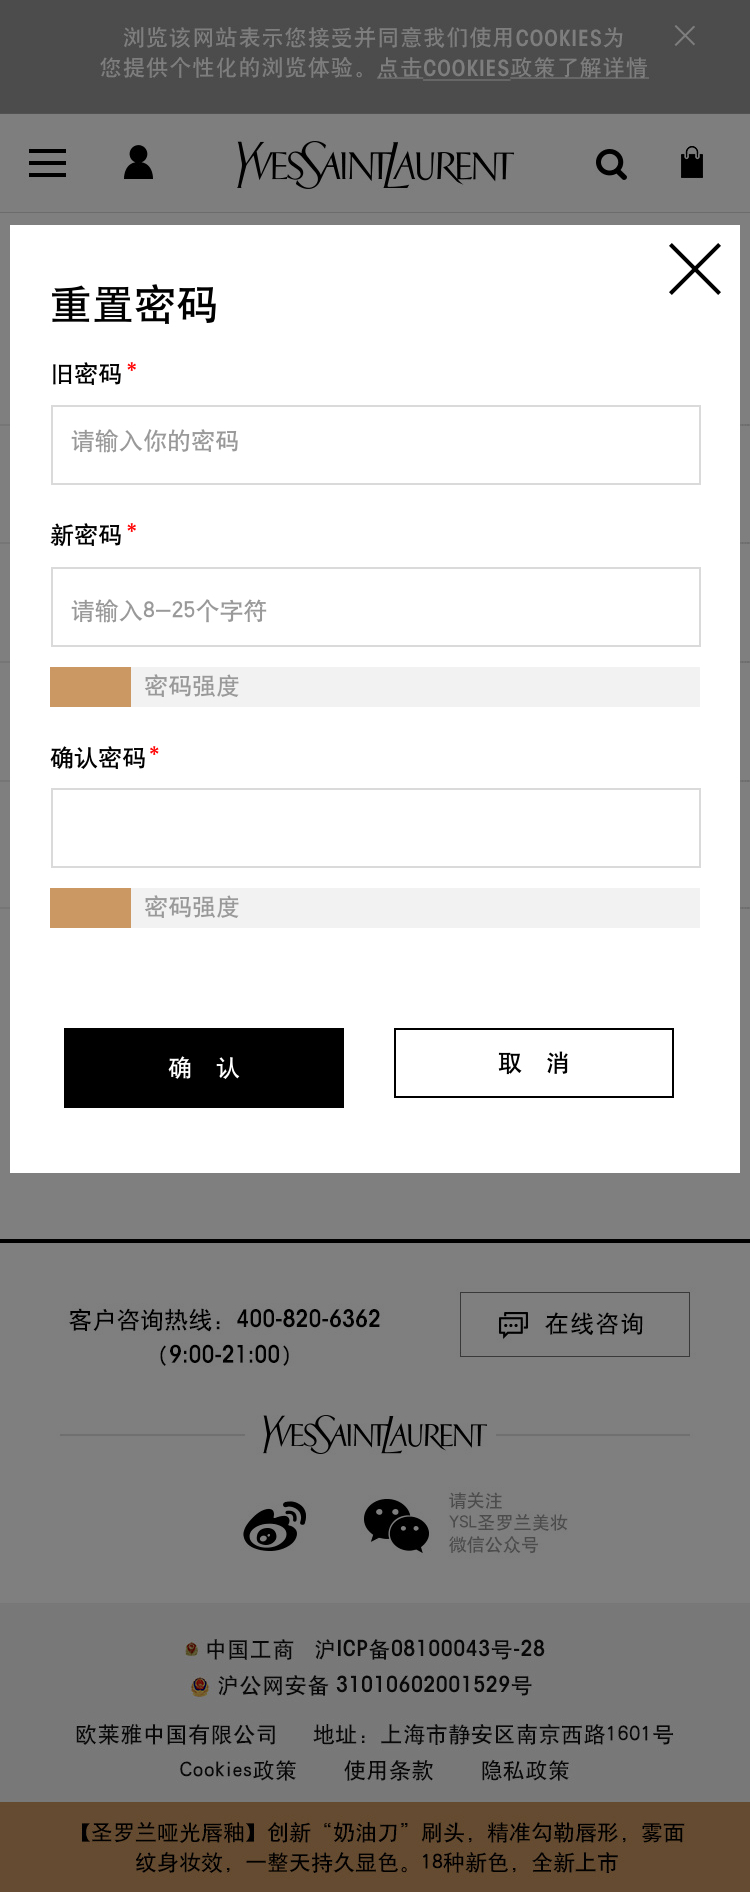 浏览该网站表示您接受并同意我们使用COOKIES为
您提供个性化的浏览体验。点击COOKIES政策了解详情
YVESSAINTLAURENT
重置密码
旧密码*
请输入你的密码
新密码*
请输入8-25个字符
密码强度
确认密码*
密码强度
确 认
取 消
客户咨询热线：400-820-6362
（9:00-21:00）
在线咨询
YVESSAINTLAURENT
请关注
YSL圣罗兰美妆
微信公众号
中国工商 沪ICP备08100043号-28
沪公网安备 31010602001529号
欧莱雅中国有限公司 地址：上海市静安区南京西路1601号
Cookies政策 使用条款 隐私政策
【圣罗兰哑光唇釉】创新“奶油刀”刷头，精准勾勒唇形，雾面
纹身妆效，一整天持久显色。18种新色，全新上市